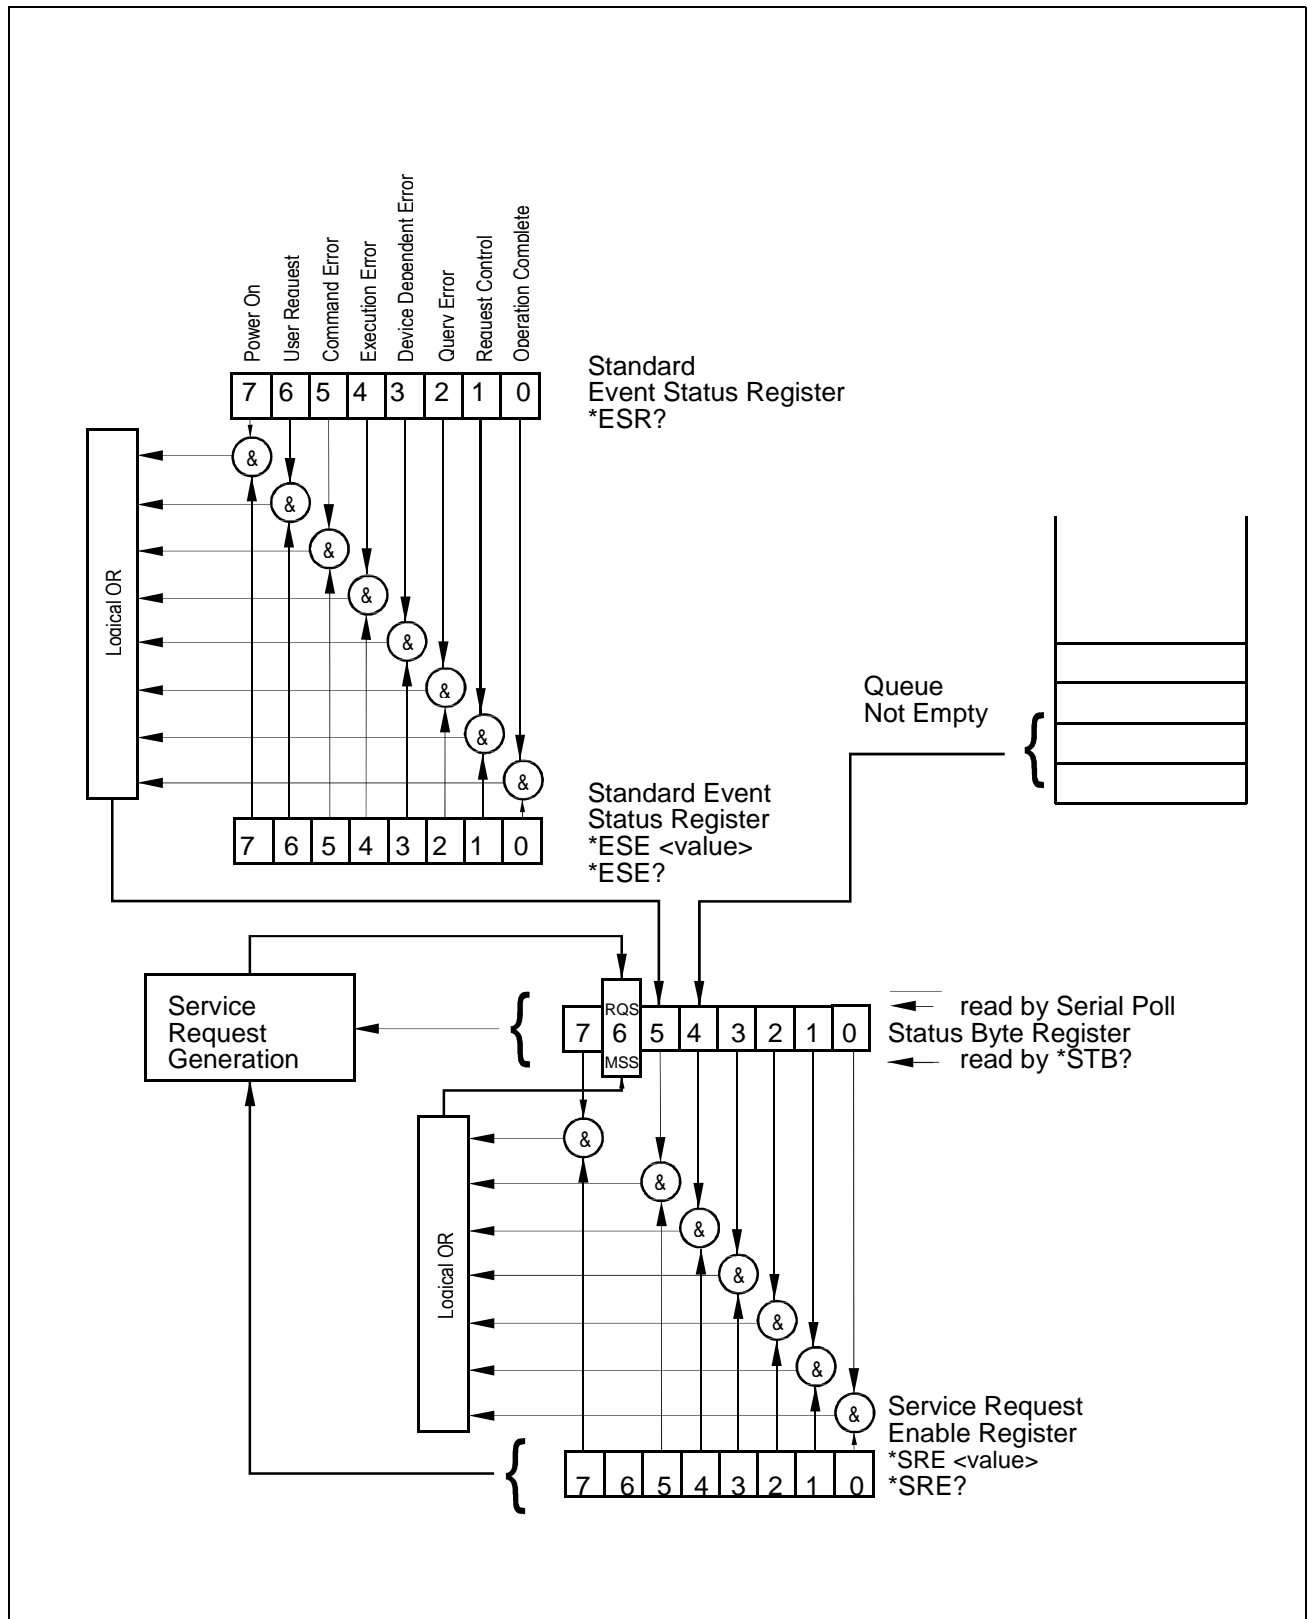 Power On
User Request
Command Error
Execution Error
Device Dependent Error
Query Error
Request Control
Operation Complete
7 6 5 4 3 2 1 0
Standard
Event Status Register
*ESR?
&
&
&
&
&
&
&
&
Logical OR
Queue
Not Empty
{
Standard Event
Status Register
*ESE <value>
*ESE?
7 6 5 4 3 2 1 0
Service
Request
Generation
{
RQS
7 6 5 4 3 2 1 0
MSS
read by Serial Poll
Status Byte Register
read by *STB?
&
&
&
&
&
&
&
Logical OR
Service Request
Enable Register
*SRE <value>
*SRE?
{
7 6 5 4 3 2 1 0